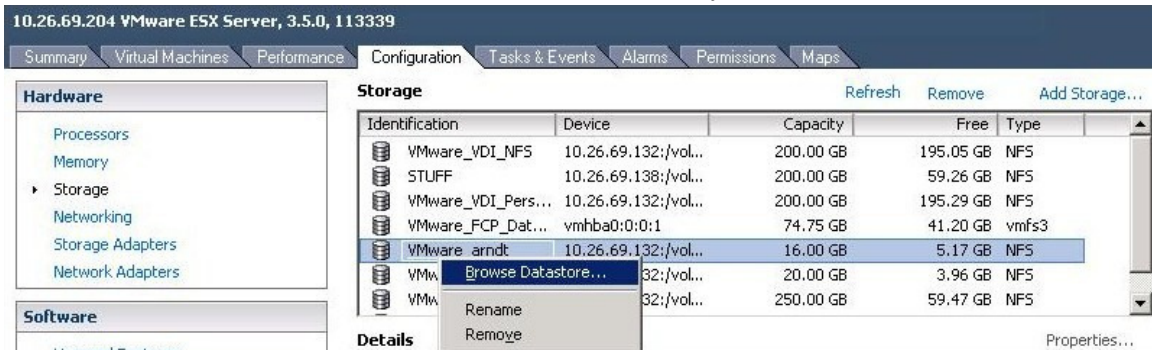 10.26.69.204 VMware ESX Server, 3.5.0, 113339
Summary Virtual Machines Performance Configuration Tasks & Events Alarms Permissions Maps
Hardware
Processors
Memory
Storage
Networking
Storage Adapters
Network Adapters
Software
Storage Refresh Remove Add Storage...
Identification Device Capacity Free Type
VMware_VDI_NFS 10.26.69.132:/vol... 200.00 GB 195.05 GB NFS
STUFF 10.26.69.138:/vol... 200.00 GB 59.26 GB NFS
VMware_VDI_Pers... 10.26.69.132:/vol... 200.00 GB 195.29 GB NFS
VMware_FCP_Dat... vmhba0:0:0:1 74.75 GB 41.20 GB vmfs3
VMware_arndt 10.26.69.132:/vol... 16.00 GB 5.17 GB NFS
VMw 32:/vol... 20.00 GB 3.96 GB NFS
VMw 32:/vol... 250.00 GB 59.47 GB NFS
Browse Datastore...
Rename
Remove
Details Properties...